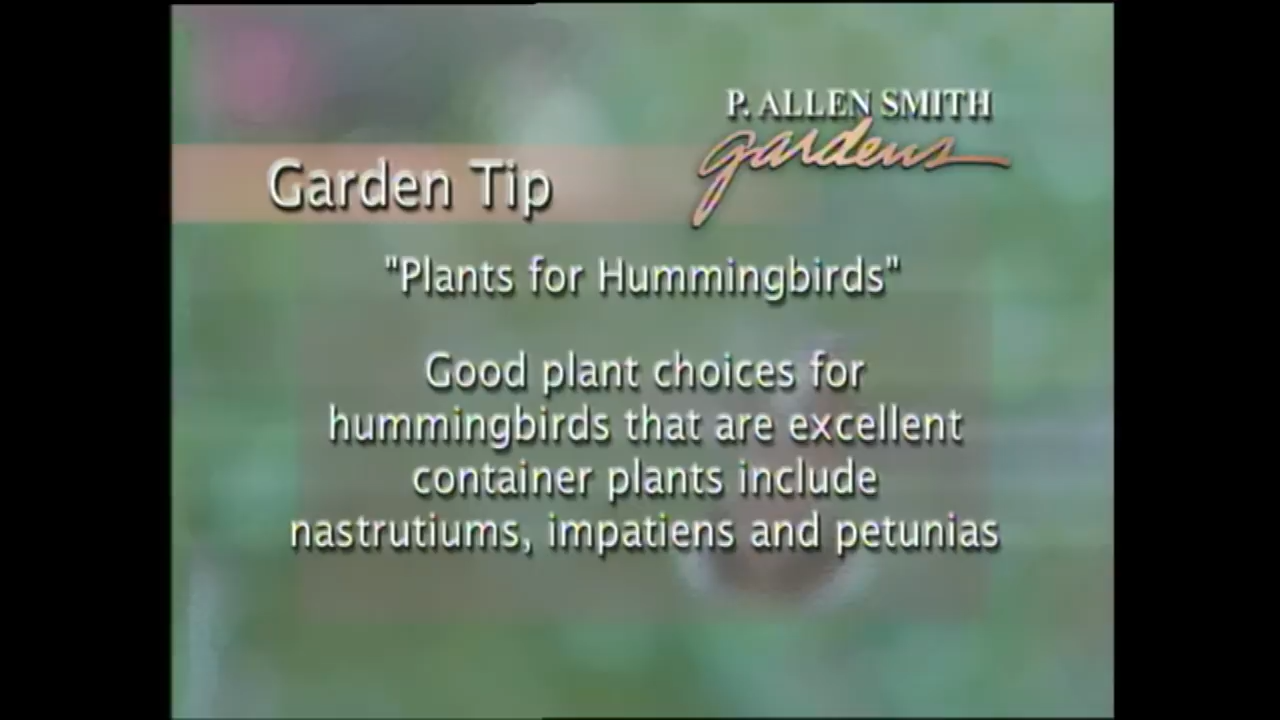 P. ALLEN SMITH
gardens
Garden Tip
"Plants for Hummingbirds"
Good plant choices for
hummingbirds that are excellent
container plants include
nastrutiums, impatiens and petunias